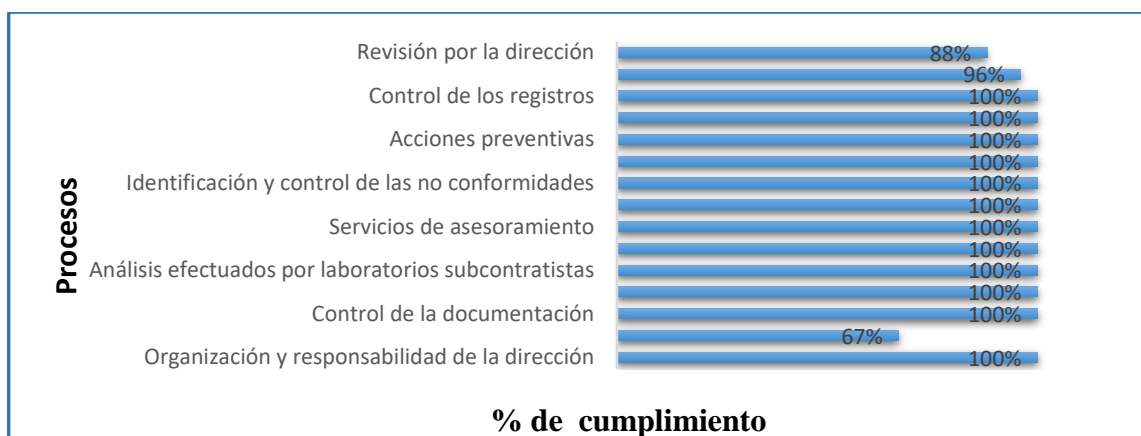 Revisión por la dirección
88%
96%
Control de los registros
100%
100%
Acciones preventivas
100%
100%
Identificación y control de las no conformidades
100%
100%
Servicios de asesoramiento
100%
100%
Análisis efectuados por laboratorios subcontratistas
100%
100%
Control de la documentación
100%
67%
Organización y responsabilidad de la dirección
100%
Procesos
% de cumplimiento